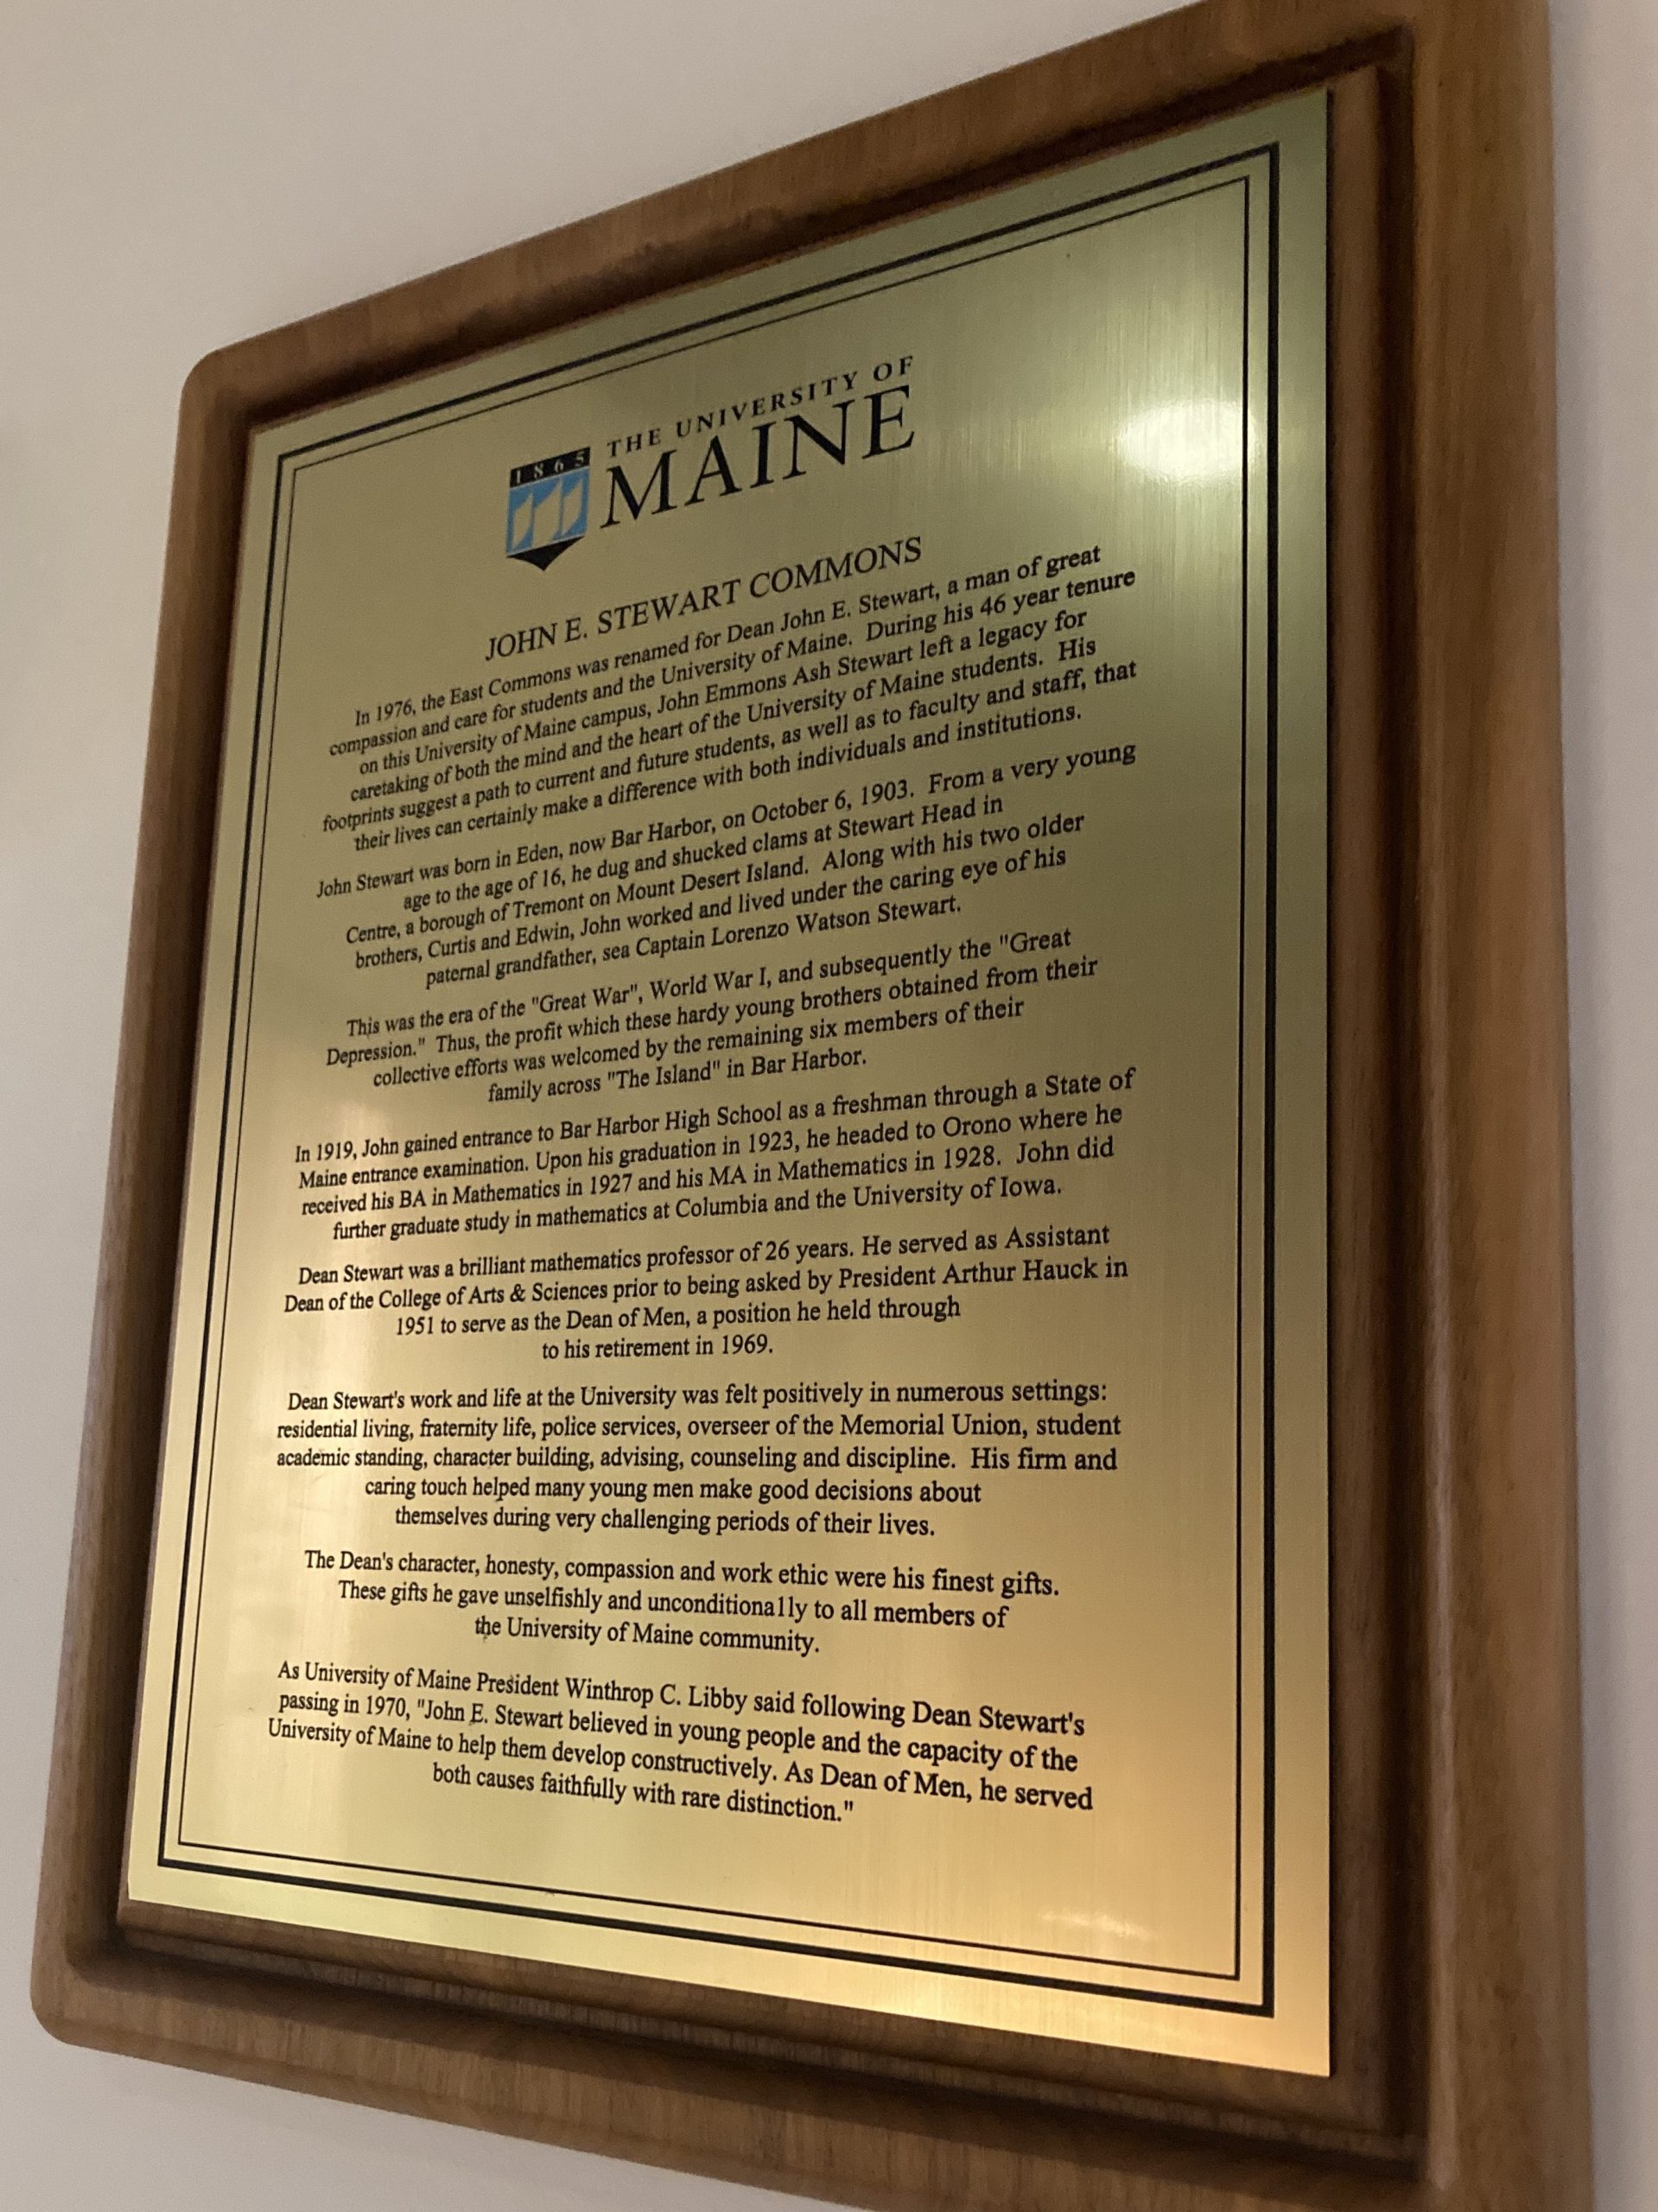 1865
THE UNIVERSITY OF
MAINE
JOHN E. STEWART COMMONS
In 1976, the East Commons was renamed for Dean John E. Stewart, a man of great
compassion and care for students and the University of Maine. During his 46 year tenure
on this University of Maine campus, John Emmons Ash Stewart left a legacy for
caretaking of both the mind and the heart of the University of Maine students. His
footprints suggest a path to current and future students, as well as to faculty and staff, that
their lives can certainly make a difference with both individuals and institutions.
John Stewart was born in Eden, now Bar Harbor, on October 6, 1903. From a very young
age to the age of 16, he dug and shucked clams at Stewart Head in
Centre, a borough of Tremont on Mount Desert Island. Along with his two older
brothers, Curtis and Edwin, John worked and lived under the caring eye of his
paternal grandfather, sea Captain Lorenzo Watson Stewart.
This was the era of the "Great War", World War I, and subsequently the "Great
Depression." Thus, the profit which these hardy young brothers obtained from their
collective efforts was welcomed by the remaining six members of their
family across "The Island" in Bar Harbor.
In 1919, John gained entrance to Bar Harbor High School as a freshman through a State of
Maine entrance examination. Upon his graduation in 1923, he headed to Orono where he
received his BA in Mathematics in 1927 and his MA in Mathematics in 1928. John did
further graduate study in mathematics at Columbia and the University of Iowa.
Dean Stewart was a brilliant mathematics professor of 26 years. He served as Assistant
Dean of the College of Arts & Sciences prior to being asked by President Arthur Hauck in
1951 to serve as the Dean of Men, a position he held through
to his retirement in 1969.
Dean Stewart's work and life at the University was felt positively in numerous settings:
residential living, fraternity life, police services, overseer of the Memorial Union, student
academic standing, character building, advising, counseling and discipline. His firm and
caring touch helped many young men make good decisions about
themselves during very challenging periods of their lives.
The Dean's character, honesty, compassion and work ethic were his finest gifts.
These gifts he gave unselfishly and unconditionally to all members of
the University of Maine community.
As University of Maine President Winthrop C. Libby said following Dean Stewart's
passing in 1970, "John E. Stewart believed in young people and the capacity of the
University of Maine to help them develop constructively. As Dean of Men, he served
both causes faithfully with rare distinction."